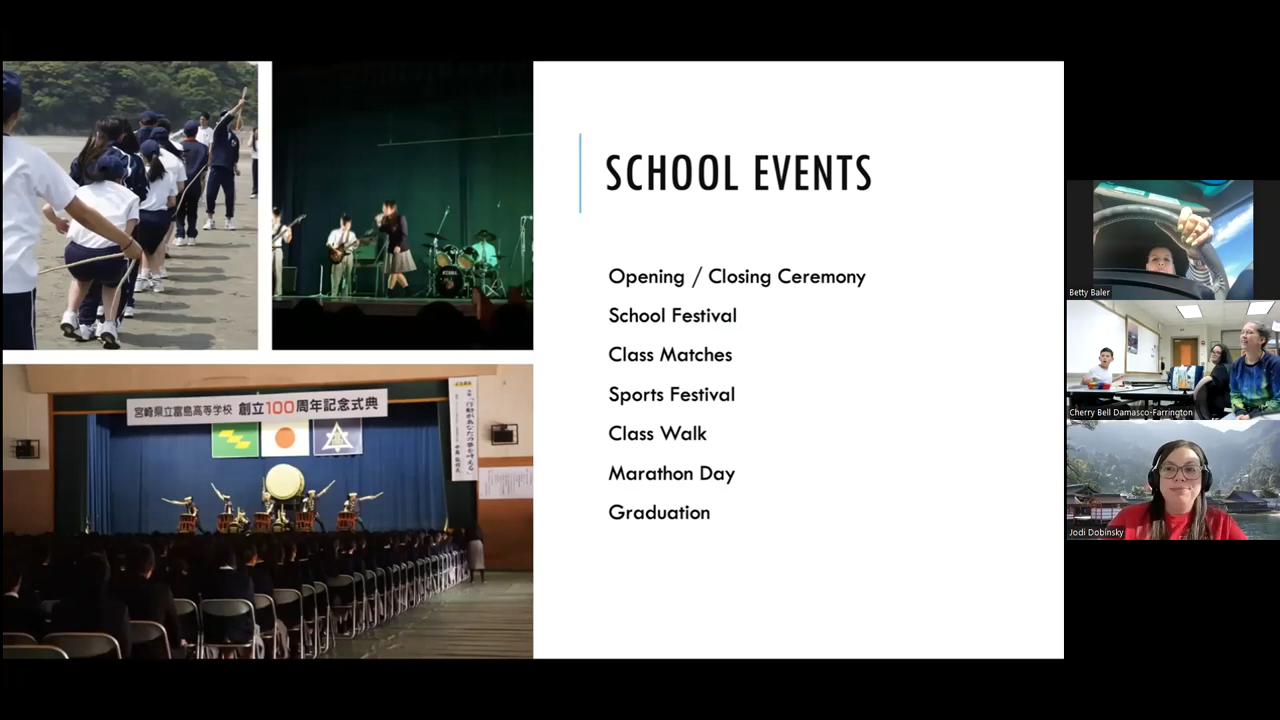 SCHOOL EVENTS
Opening / Closing Ceremony
School Festival
Class Matches
Sports Festival
Class Walk
Marathon Day
Graduation
宮崎県立富島高等学校 創立100周年記念式典
Betty Baler
Cherry Bell Damasco-Farrington
Jodi Dobinsky